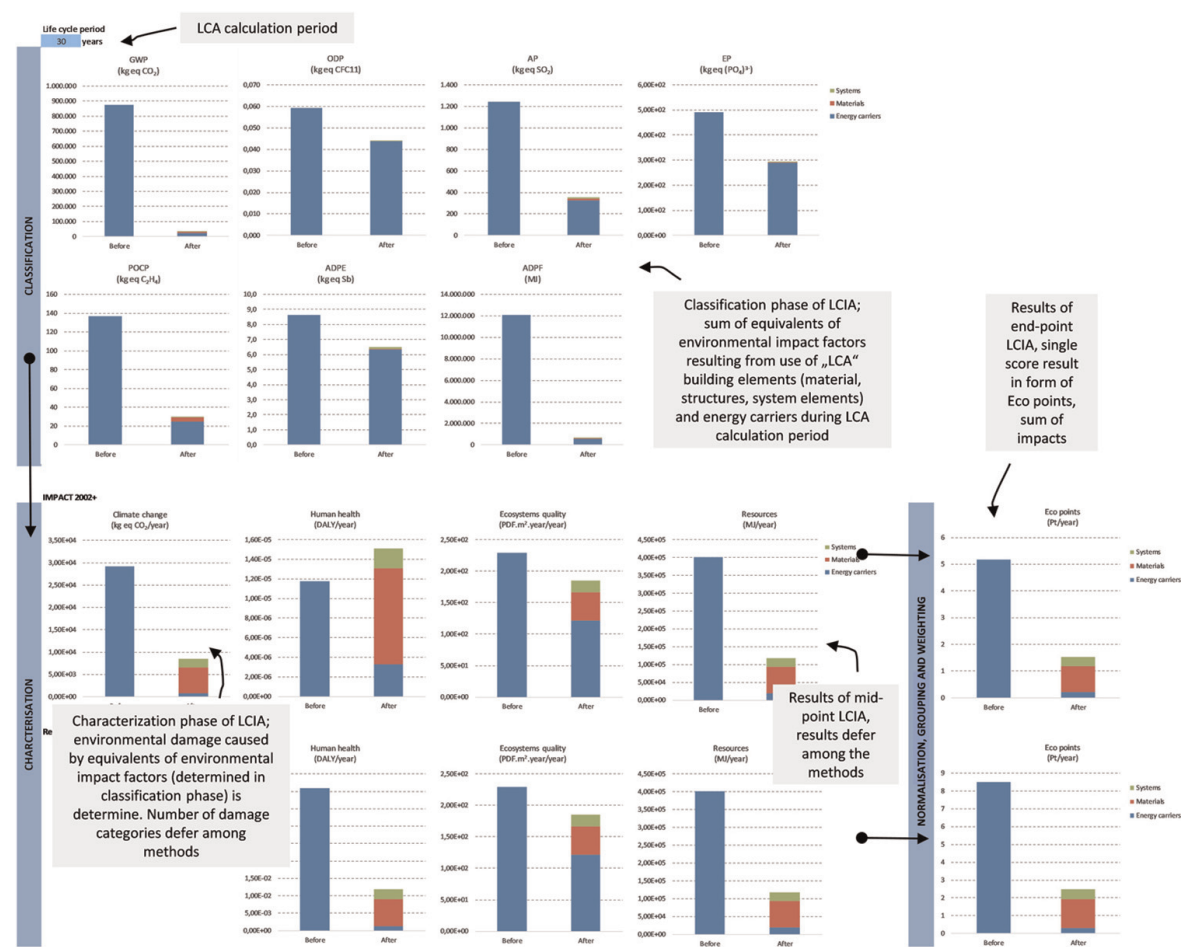 Life cycle period
30 years
LCA calculation period
CLASSIFICATION
GWP
(kg eq CO₂)
1.000.000
900.000
800.000
700.000
600.000
500.000
400.000
300.000
200.000
100.000
0
Before After
ODP
(kg eq CFC11)
0,070
0,060
0,050
0,040
0,030
0,020
0,010
0,000
Before After
AP
(kg eq SO₂)
1.400
1.200
1.000
800
600
400
200
0
Before After
EP
(kg eq (PO₄)³⁻)
6,00E+02
5,00E+02
4,00E+02
3,00E+02
2,00E+02
1,00E+02
0,00E+00
Before After
Systems
Materials
Energy carriers
POCP
(kg eq C₂H₄)
160
140
120
100
80
60
40
20
0
Before After
ADPE
(kg eq Sb)
10,0
9,0
8,0
7,0
6,0
5,0
4,0
3,0
2,0
1,0
0,0
Before After
ADPF
(MJ)
14.000.000
12.000.000
10.000.000
8.000.000
6.000.000
4.000.000
2.000.000
0
Before After
Classification phase of LCIA;
sum of equivalents of
environmental impact factors
resulting from use of „LCA“
building elements (material,
structures, system elements)
and energy carriers during LCA
calculation period
Results of
end-point
LCIA, single
score result
in form of
Eco points,
sum of
impacts
CHARCTERISATION
IMPACT 2002+
Climate change
(kg eq CO₂/year)
3,50E+04
3,00E+04
2,50E+04
2,00E+04
1,50E+04
1,00E+04
5,00E+03
0,00E+00
Human health
(DALY/year)
1,60E-05
1,40E-05
1,20E-05
1,00E-05
8,00E-06
6,00E-06
4,00E-06
2,00E-06
0,00E+00
Before After
Ecosystems quality
(PDF.m².year/year)
2,50E+02
2,00E+02
1,50E+02
1,00E+02
5,00E+01
0,00E+00
Before After
Resources
(MJ/year)
4,50E+05
4,00E+05
3,50E+05
3,00E+05
2,50E+05
2,00E+05
1,50E+05
1,00E+05
5,00E+04
0,00E+00
Before
Systems
Materials
Energy carriers
NORMALISATION, GROUPING AND WEIGHTING
Eco points
(Pt/year)
6
5
4
3
2
1
0
Before After
Systems
Materials
Energy carriers
Characterization phase of LCIA;
environmental damage caused
by equivalents of environmental
impact factors (determined in
classification phase) is
determine. Number of damage
categories defer among
methods
Results of mid-
point LCIA,
results defer
among the
methods
Human health
(DALY/year)
1,50E-02
1,00E-02
5,00E-03
0,00E+00
Before After
Ecosystems quality
(PDF.m².year/year)
2,50E+02
2,00E+02
1,50E+02
1,00E+02
5,00E+01
0,00E+00
Before After
Resources
(MJ/year)
4,50E+05
4,00E+05
3,50E+05
3,00E+05
2,50E+05
2,00E+05
1,50E+05
1,00E+05
5,00E+04
0,00E+00
Before After
Eco points
(Pt/year)
9
8
7
6
5
4
3
2
1
0
Before After
Systems
Materials
Energy carriers